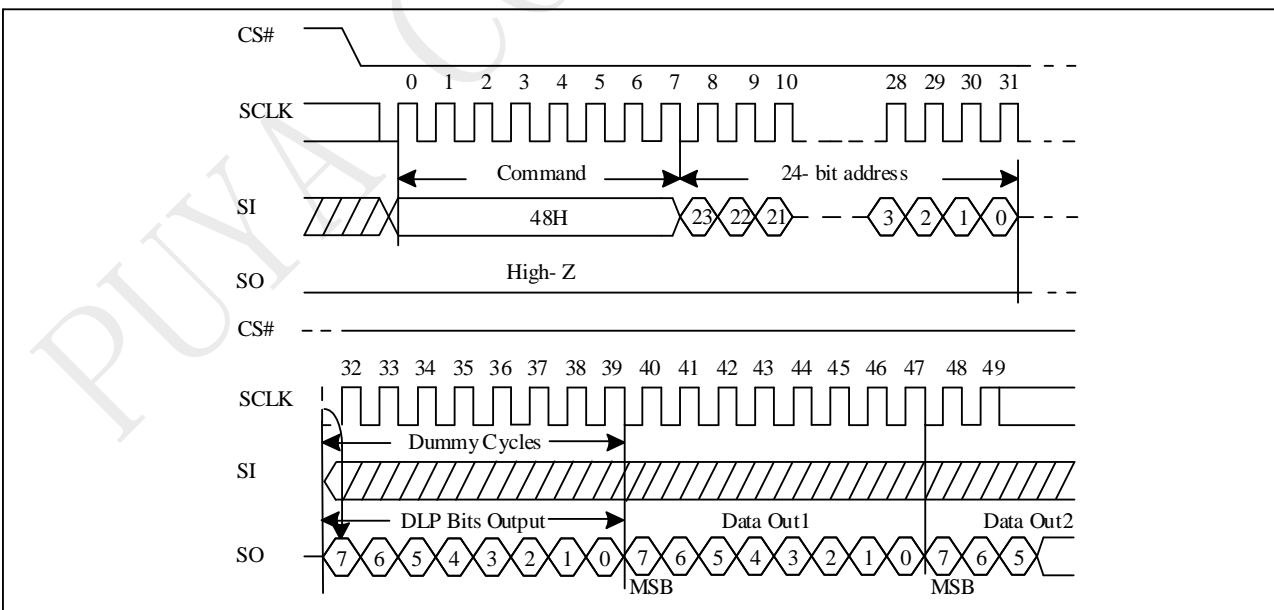 PUYA CO
CS#
0 1 2 3 4 5 6 7 8 9 10 28 29 30 31
SCLK
Command 24- bit address
SI
48H 23 22 21 3 2 1 0
High- Z
SO
CS#
32 33 34 35 36 37 38 39 40 41 42 43 44 45 46 47 48 49
SCLK
Dummy Cycles
SI
DLP Bits Output Data Out1 Data Out2
SO 7 6 5 4 3 2 1 0 7 6 5 4 3 2 1 0 7 6 5
MSB MSB